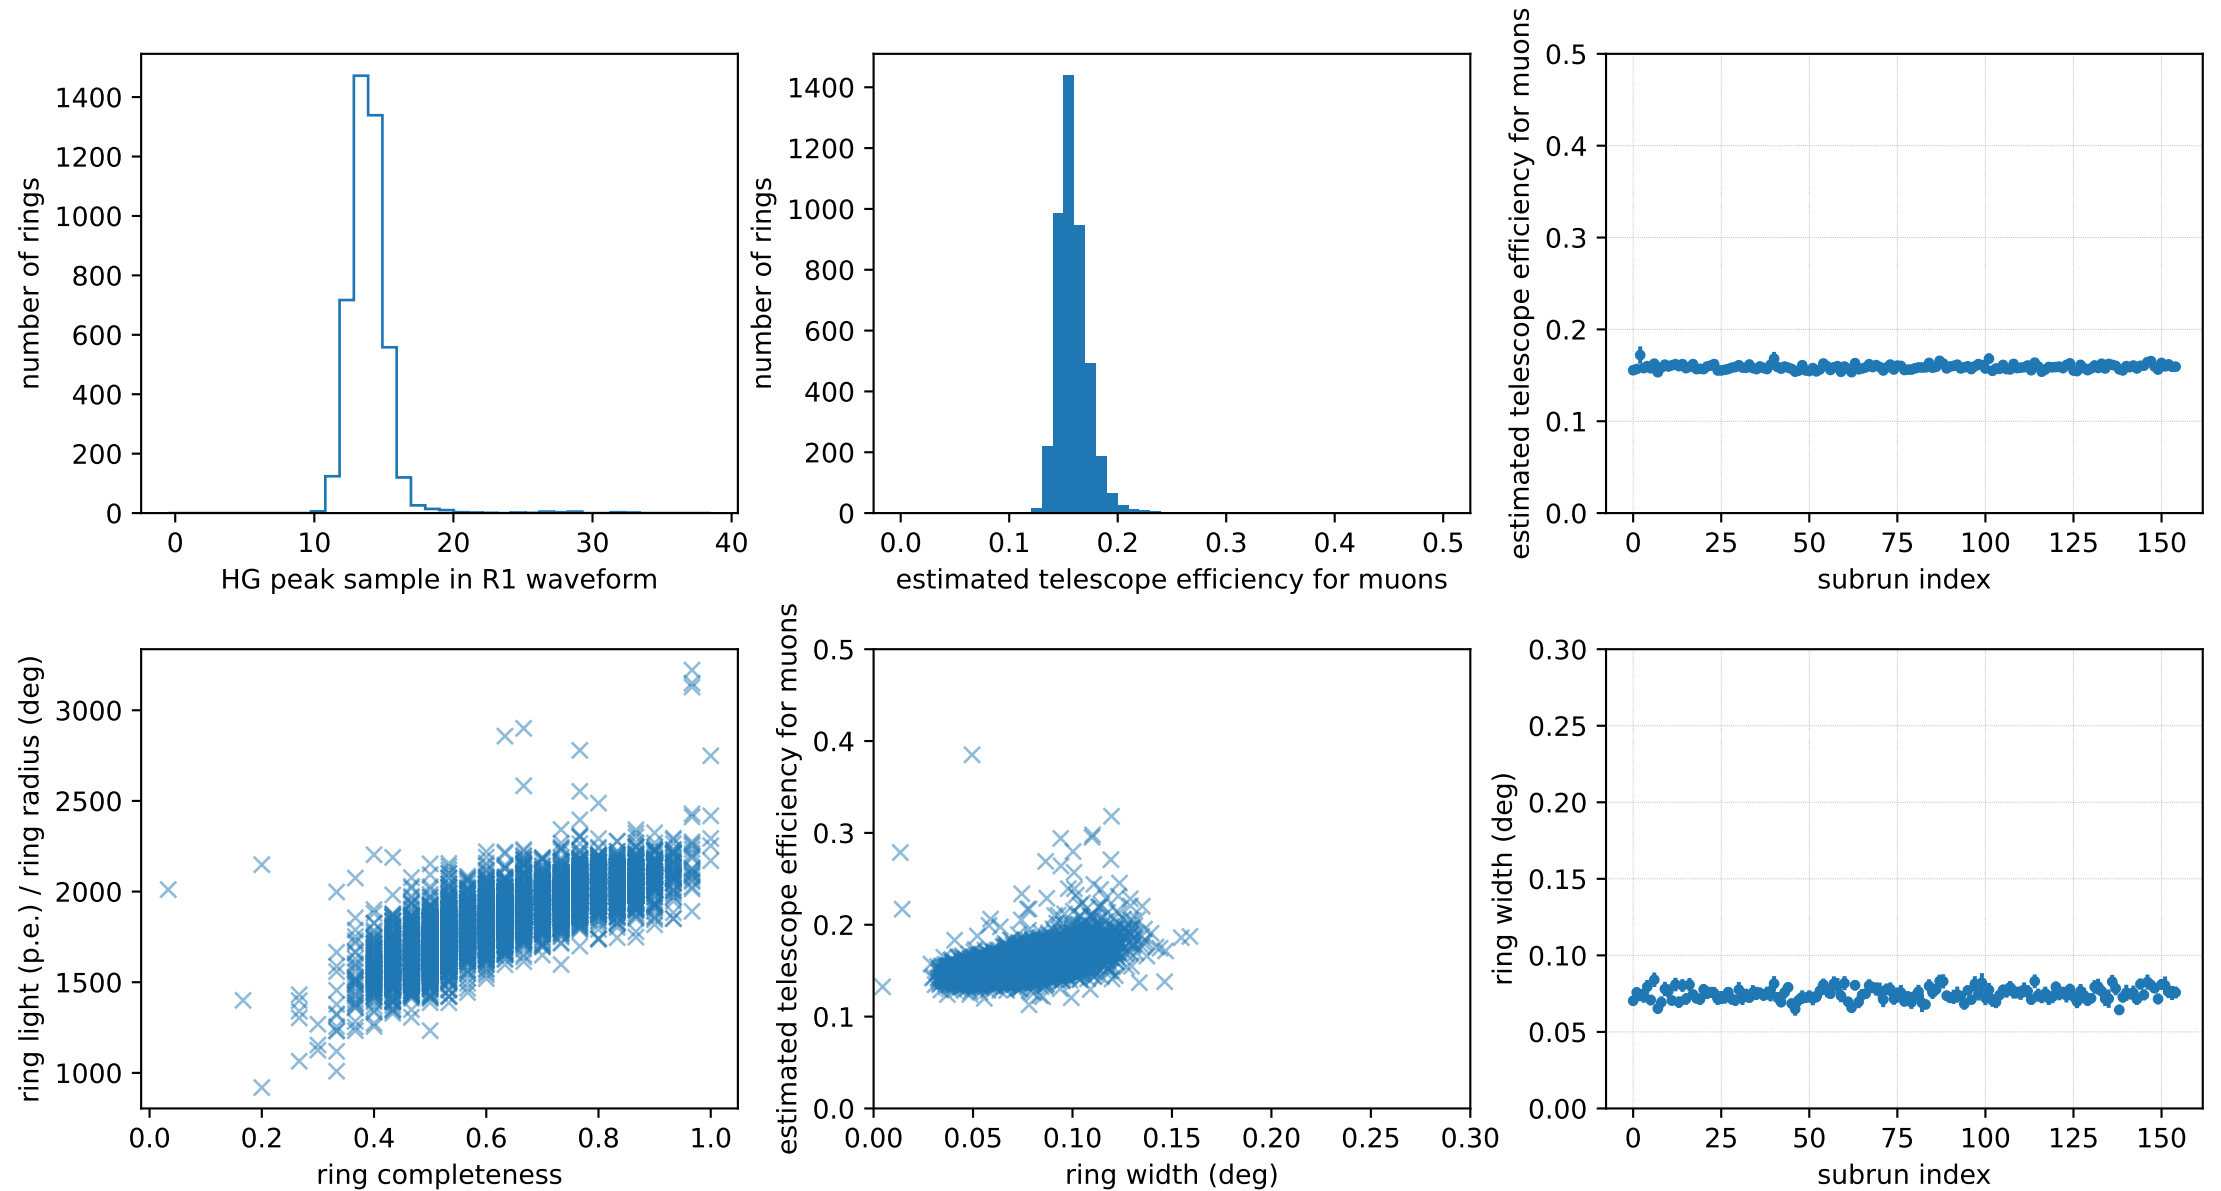 number of rings
1400
1200
1000
800
600
400
200
0
0 10 20 30 40
HG peak sample in R1 waveform
number of rings
1400
1200
1000
800
600
400
200
0
0.0 0.1 0.2 0.3 0.4 0.5
estimated telescope efficiency for muons
estimated telescope efficiency for muons
0.5
0.4
0.3
0.2
0.1
0.0
0 25 50 75 100 125 150
subrun index
ring light (p.e.) / ring radius (deg)
3000
2500
2000
1500
1000
0.0 0.2 0.4 0.6 0.8 1.0
ring completeness
estimated telescope efficiency for muons
0.5
0.4
0.3
0.2
0.1
0.0
0.00 0.05 0.10 0.15 0.20 0.25 0.30
ring width (deg)
ring width (deg)
0.30
0.25
0.20
0.15
0.10
0.05
0.00
0 25 50 75 100 125 150
subrun index